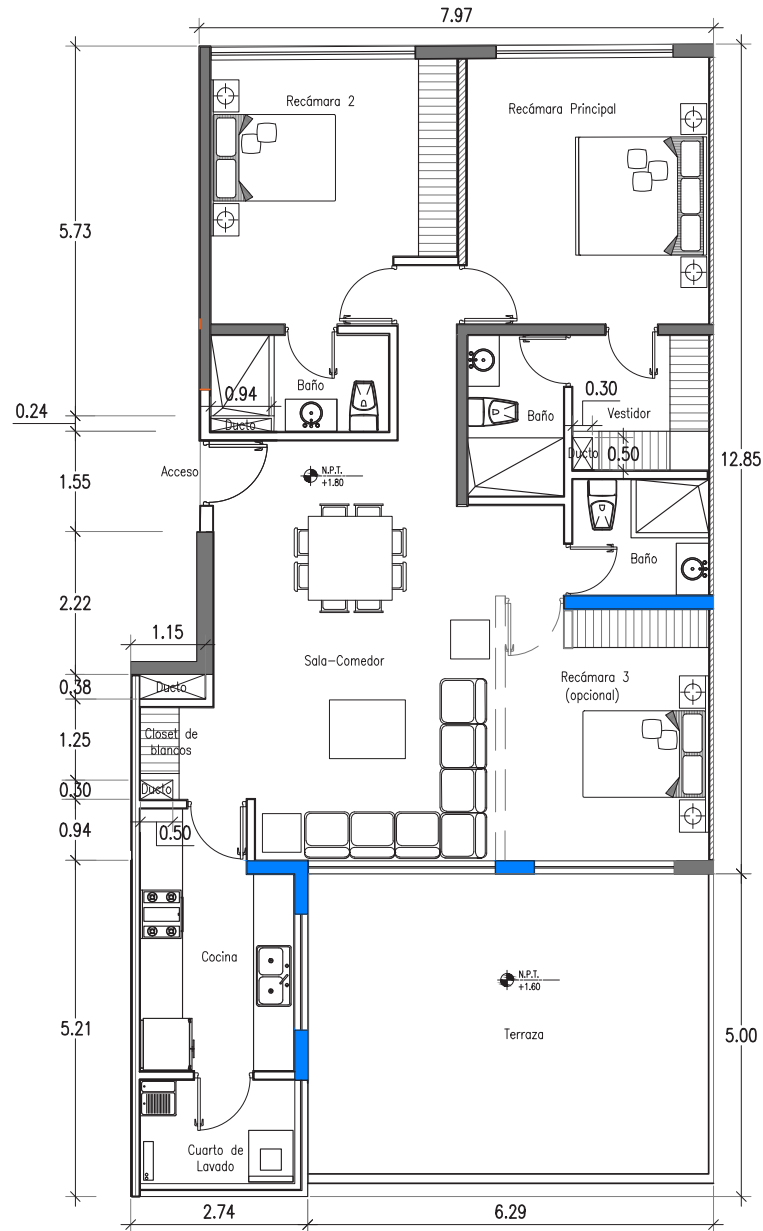 7.97
Recámara 2
Recámara Principal
5.73
0.94
Baño
0.30
0.24
Ducto
Baño
Vestidor
12.85
Acceso
N.P.T.
+1.80
Ducto
0.50
1.55
Baño
2.22
1.15
Sala-Comedor
Recámara 3
(opcional)
0.38
Ducto
1.25
Closet de
blancos
0.30
Ducto
0.94
0.50
Cocina
N.P.T.
+1.60
5.21
Terraza
5.00
Cuarto de
Lavado
2.74
6.29